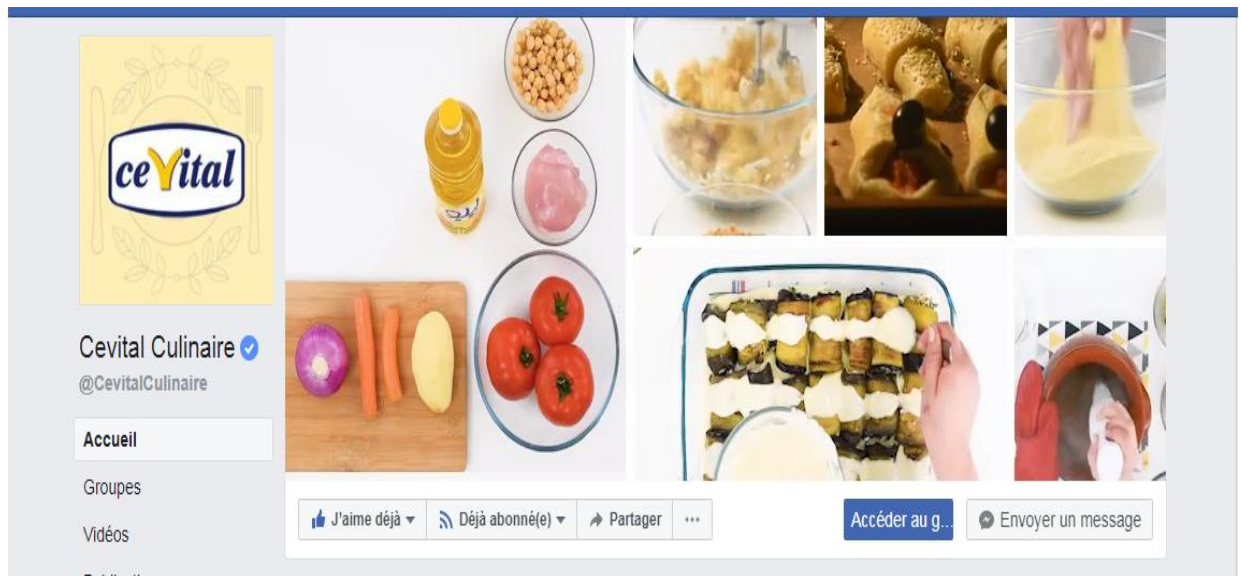 cevital
Cevital Culinaire
@CevitalCulinaire
Accueil
Groupes
Vidéos
J'aime déjà
Déjà abonné(e)
Partager
...
Accéder au g...
Envoyer un message